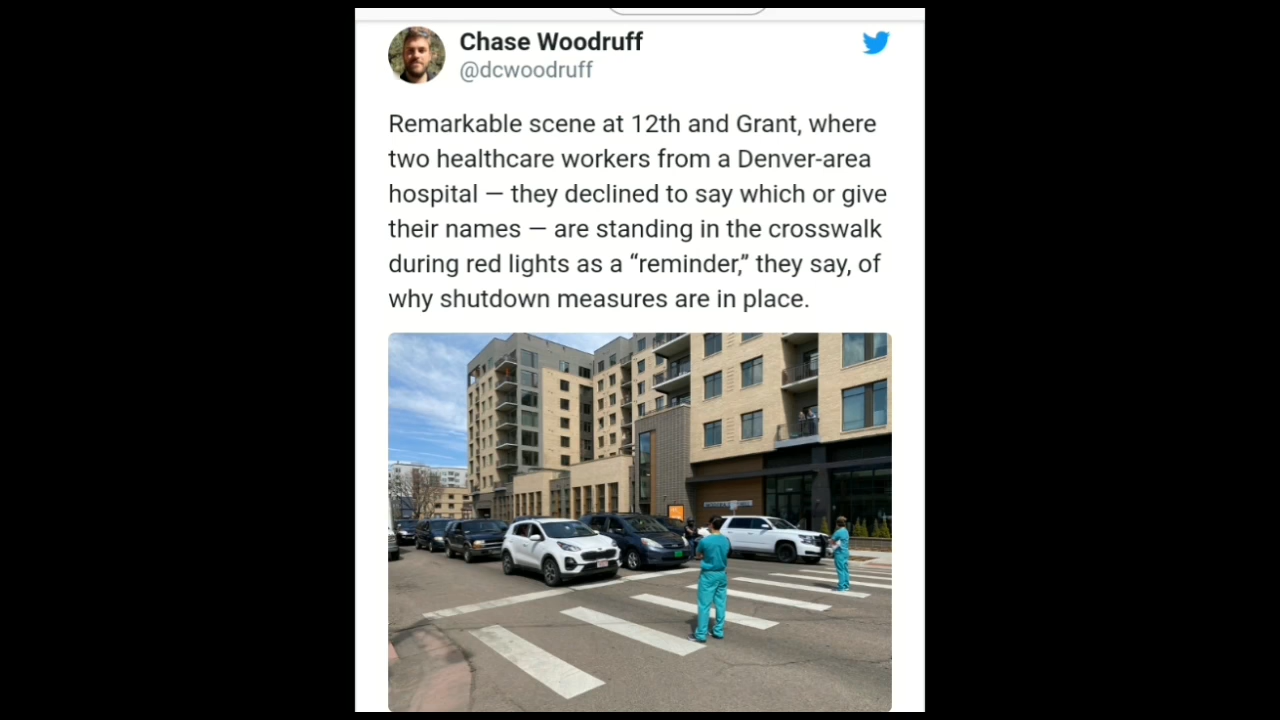 Chase Woodruff
@dcwoodruff
Remarkable scene at 12th and Grant, where
two healthcare workers from a Denver-area
hospital — they declined to say which or give
their names — are standing in the crosswalk
during red lights as a “reminder,” they say, of
why shutdown measures are in place.